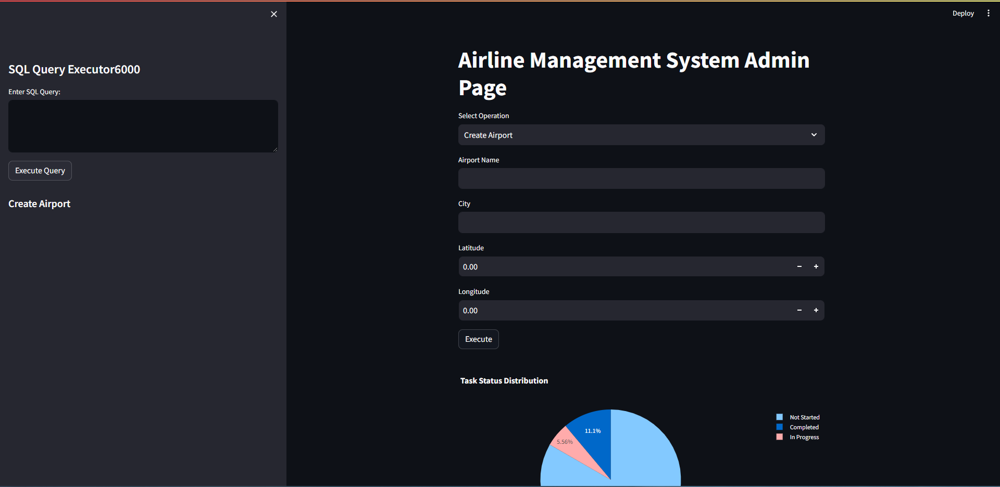 SQL Query Executor6000
Enter SQL Query:
Execute Query
Create Airport
Deploy
Airline Management System Admin
Page
Select Operation
Create Airport
Airport Name
City
Latitude
0.00
Longitude
0.00
Execute
Task Status Distribution
11.1%
5.56%
Not Started
Completed
In Progress